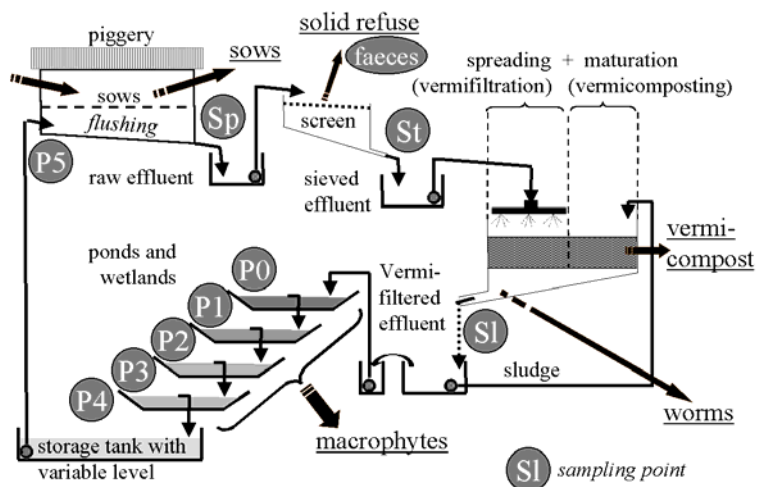 piggery
sows
solid refuse
faeces
spreading + maturation
(vermifiltration) (vermicomposting)
sows
flushing
Sp
screen
St
P5
raw effluent
sieved
effluent
vermi-
compost
ponds and
wetlands
P0
P1
P2
P3
P4
Vermi-
filtered
effluent
Sl
sludge
worms
macrophytes
storage tank with
variable level
Sl sampling point